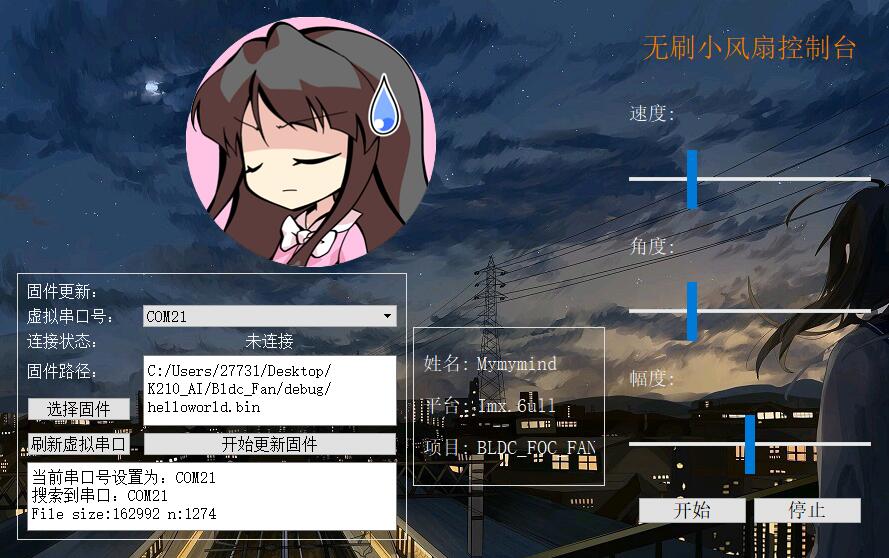 无刷小风扇控制台
速度:
角度:
幅度:
开始 停止
固件更新:
虚拟串口号: COM21
连接状态: 未连接
固件路径: C:/Users/27731/Desktop/
K210_AI/Bldc_Fan/debug/
helloworld.bin
选择固件
刷新虚拟串口 开始更新固件
当前串口号设置为: COM21
搜索到串口: COM21
File size:162992 n:1274
姓名: Mymymind
平台: Imx.6ull
项目: BLDC_FOC_FAN